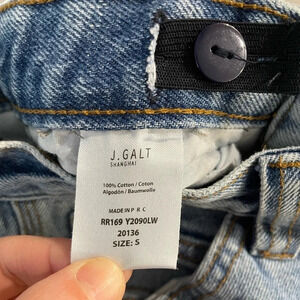 J.GALT
SHANGHAI
100% Cotton / Coton
Algodón / Baumwolle
MADE IN P R C
RR169 Y2090LW
20136
SIZE: S